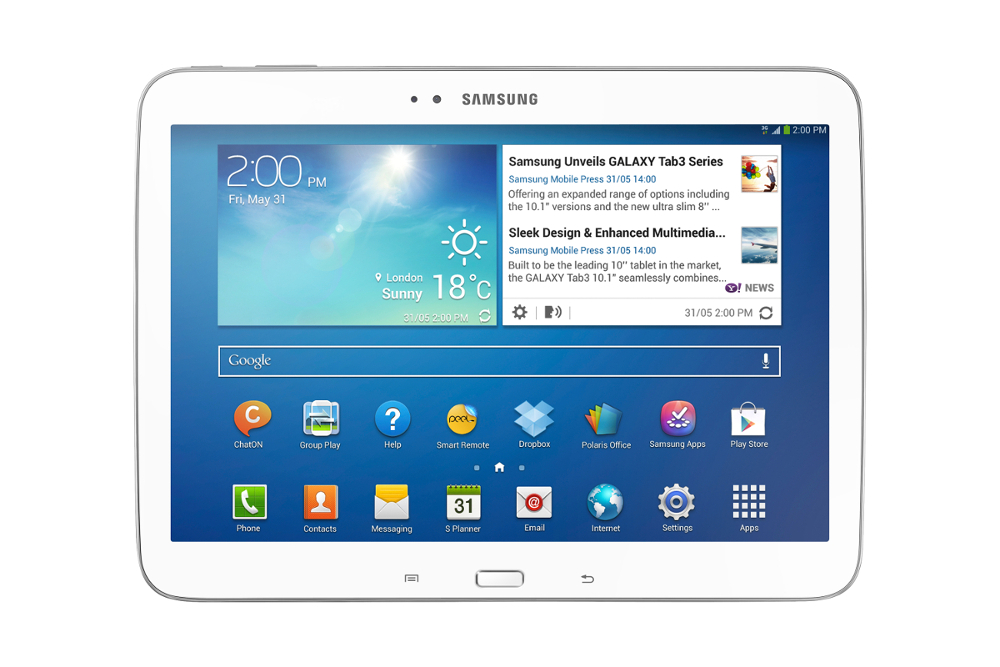 SAMSUNG
3G
2:00 PM
2:00 PM
Fri, May 31
London
Sunny
18°C
31/05 2:00 PM
Samsung Unveils GALAXY Tab3 Series
Samsung Mobile Press 31/05 14:00
Offering an expanded range of options including
the 10.1" versions and the new ultra slim 8'' ...
Sleek Design & Enhanced Multimedia...
Samsung Mobile Press 31/05 14:00
Built to be the leading 10'' tablet in the market,
the GALAXY Tab3 10.1" seamlessly combines...
Y! NEWS
31/05 2:00 PM
Google
C
?
peel
ChatON
Group Play
Help
Smart Remote
Dropbox
Polaris Office
Samsung Apps
Play Store
31
@
Phone
Contacts
Messaging
S Planner
Email
Internet
Settings
Apps